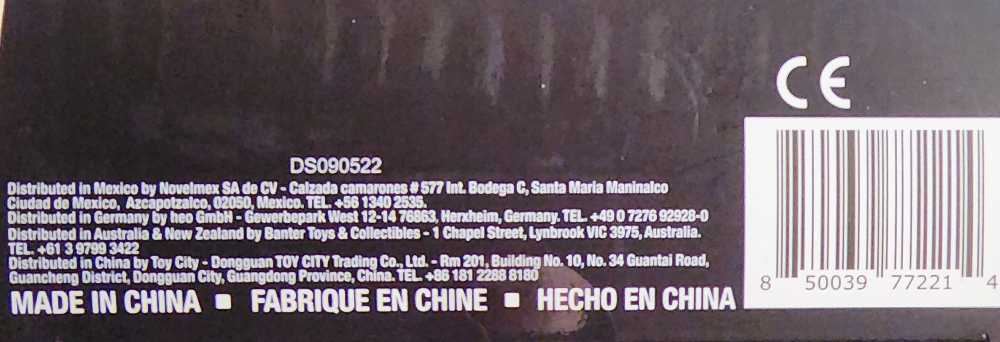 CE
DS090522
Distributed in Mexico by Novelmex SA de CV - Calzada camarones # 577 Int. Bodega C, Santa Maria Maninalco
Ciudad de Mexico, Azcapotzalco, 02050, Mexico. TEL. +56 1340 2535.
Distributed in Germany by heo GmbH - Gewerbepark West 12-14 76863, Herxheim, Germany. TEL. +49 0 7276 92928-0
Distributed in Australia & New Zealand by Banter Toys & Collectibles - 1 Chapel Street, Lynbrook VIC 3975, Australia.
TEL. +61 3 9799 3422
Distributed in China by Toy City - Dongguan TOY CITY Trading Co., Ltd. - Rm 201, Building No. 10, No. 34 Guantai Road,
Guancheng District, Dongguan City, Guangdong Province, China. TEL. +86 181 2288 8180
MADE IN CHINA ■ FABRIQUE EN CHINE ■ HECHO EN CHINA
8 50039 77221 4